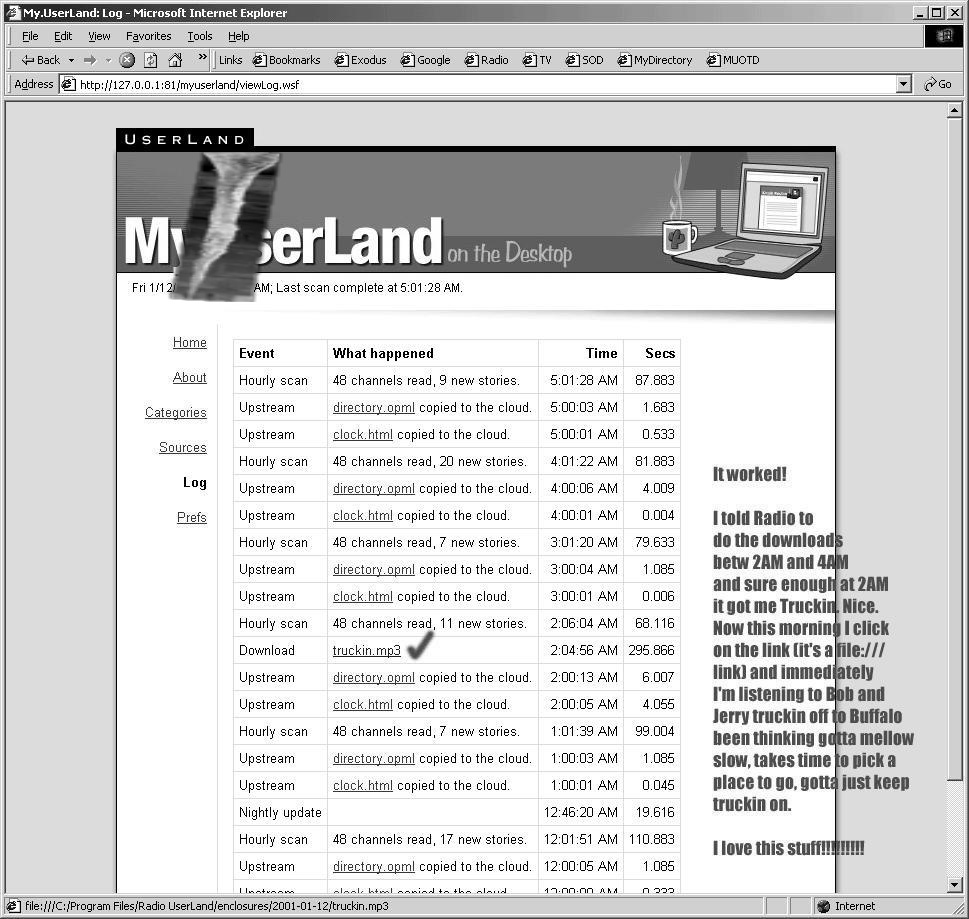 My.UserLand: Log - Microsoft Internet Explorer
File Edit View Favorites Tools Help
Back » Links Bookmarks Exodus Google Radio TV SOD MyDirectory MUOTD
Address http://127.0.0.1:81/myuserland/viewLog.wsf Go
USERLAND
My.UserLand on the Desktop
Fri 1/12/ AM; Last scan complete at 5:01:28 AM.
Home
About
Categories
Sources
Log
Prefs
Event What happened Time Secs
Hourly scan 48 channels read, 9 new stories. 5:01:28 AM 87.883
Upstream directory.opml copied to the cloud. 5:00:03 AM 1.683
Upstream clock.html copied to the cloud. 5:00:01 AM 0.533
Hourly scan 48 channels read, 20 new stories. 4:01:22 AM 81.883
Upstream directory.opml copied to the cloud. 4:00:06 AM 4.009
Upstream clock.html copied to the cloud. 4:00:01 AM 0.004
Hourly scan 48 channels read, 7 new stories. 3:01:20 AM 79.633
Upstream directory.opml copied to the cloud. 3:00:04 AM 1.085
Upstream clock.html copied to the cloud. 3:00:01 AM 0.006
Hourly scan 48 channels read, 11 new stories. 2:06:04 AM 68.116
Download truckin.mp3 2:04:56 AM 295.866
Upstream directory.opml copied to the cloud. 2:00:13 AM 6.007
Upstream clock.html copied to the cloud. 2:00:05 AM 4.055
Hourly scan 48 channels read, 7 new stories. 1:01:39 AM 99.004
Upstream directory.opml copied to the cloud. 1:00:03 AM 1.085
Upstream clock.html copied to the cloud. 1:00:01 AM 0.045
Nightly update 12:46:20 AM 19.616
Hourly scan 48 channels read, 17 new stories. 12:01:51 AM 110.883
Upstream directory.opml copied to the cloud. 12:00:05 AM 1.085
Upstream clock.html copied to the cloud. 12:00:00 AM 0.333
It worked!
I told Radio to
do the downloads
betw 2AM and 4AM
and sure enough at 2AM
it got me Truckin. Nice.
Now this morning I click
on the link (it's a file:///
link) and immediately
I'm listening to Bob and
Jerry truckin off to Buffalo
been thinking gotta mellow
slow, takes time to pick a
place to go, gotta just keep
truckin on.
I love this stuff!!!!!!!!!
file:///C:/Program Files/Radio UserLand/enclosures/2001-01-12/truckin.mp3 Internet